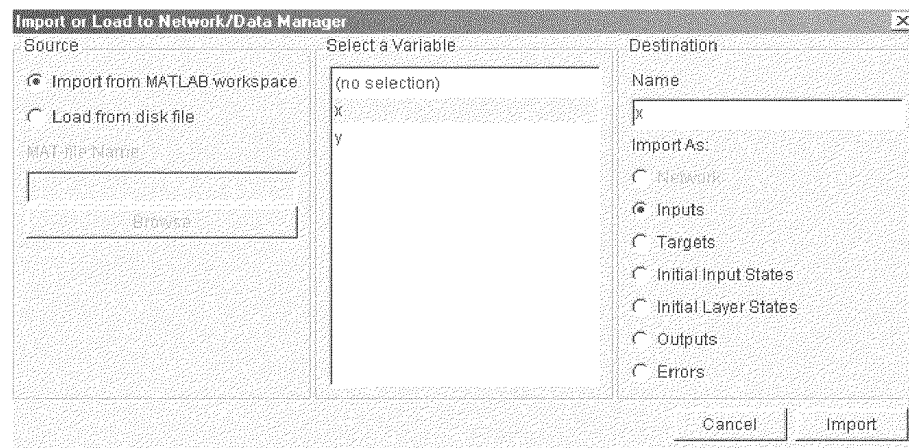 Import or Load to Network/Data Manager
Source
Import from MATLAB workspace
Load from disk file
MAT-file Name
Browse...
Select a Variable
(no selection)
x
y
Destination
Name
x
Import As:
Network
Inputs
Targets
Initial Input States
Initial Layer States
Outputs
Errors
Cancel
Import